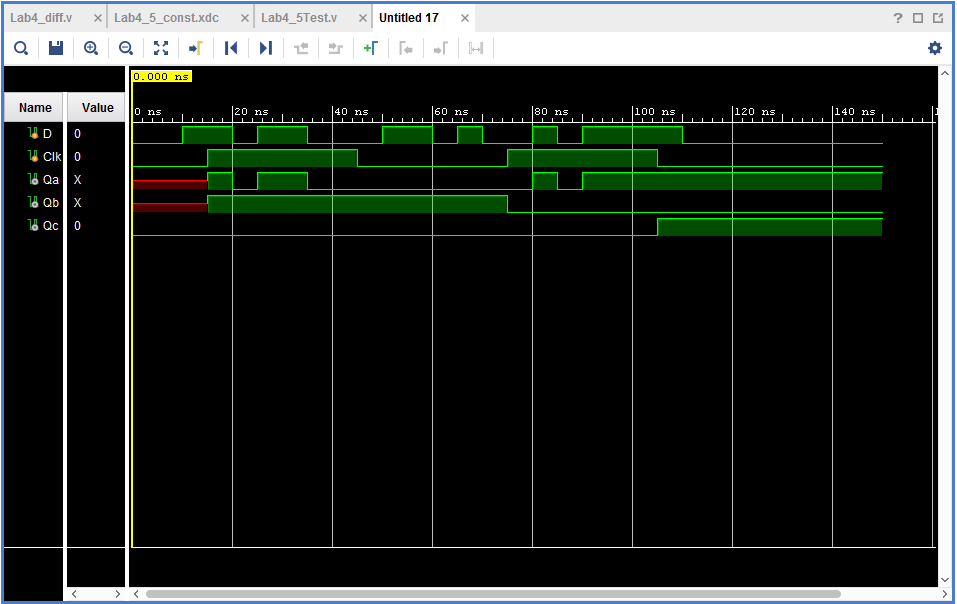 Lab4_diff.v Lab4_5_const.xdc Lab4_5Test.v Untitled 17
0.000 ns
Name Value
0 ns 20 ns 40 ns 60 ns 80 ns 100 ns 120 ns 140 ns
D 0
Clk 0
Qa X
Qb X
Qc 0